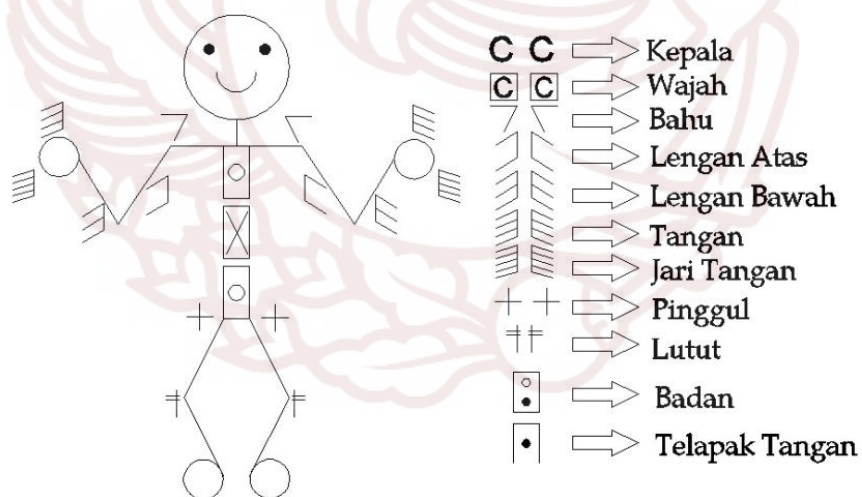 C C Kepala
C C Wajah
Bahu
Lengan Atas
Lengan Bawah
Tangan
Jari Tangan
Pinggul
Lutut
Badan
Telapak Tangan